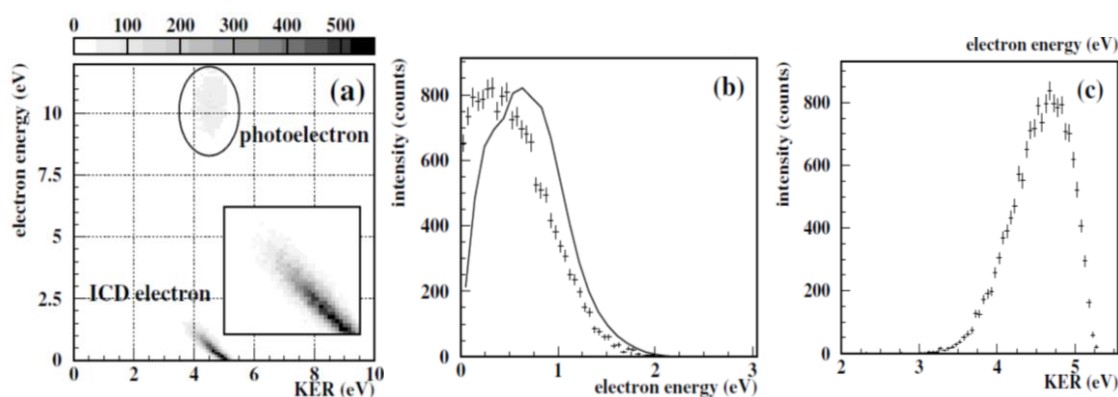 0 100 200 300 400 500
electron energy (eV)
10
7.5
5
2.5
0
(a)
photoelectron
ICD electron
0 2 4 6 8 10
KER (eV)
intensity (counts)
800
600
400
200
0
(b)
0 1 2 3
electron energy (eV)
electron energy (eV)
intensity (counts)
800
600
400
200
0
(c)
2 3 4 5
KER (eV)